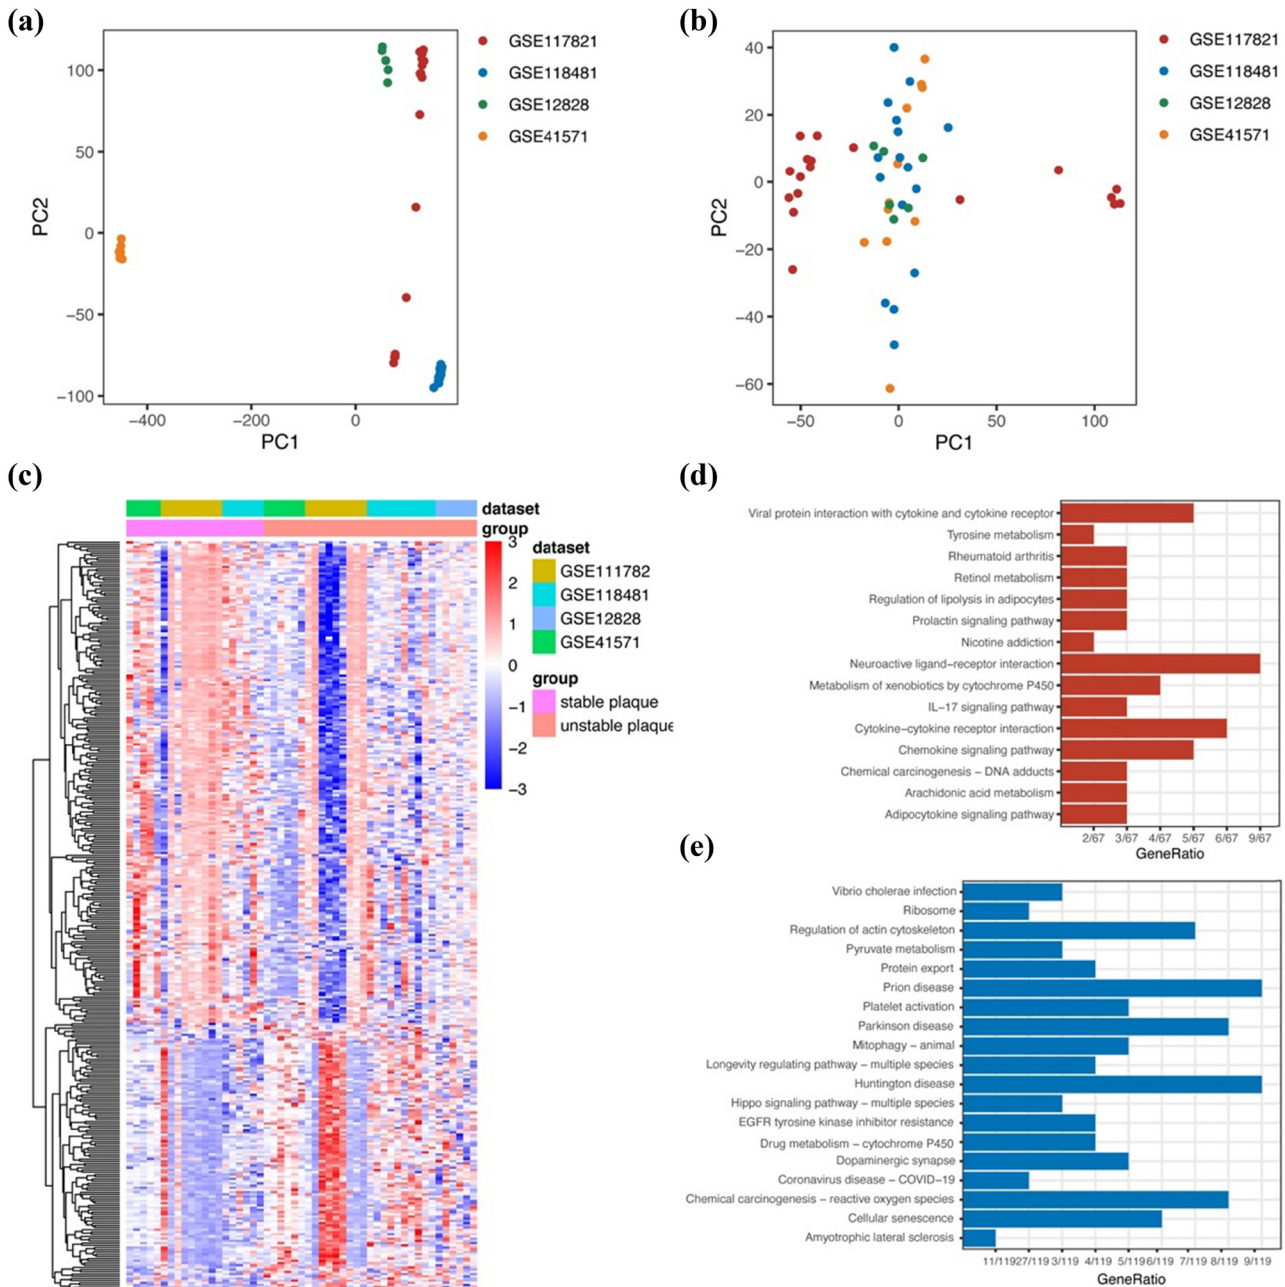 (a)
100
50
0
−50
−100
PC2
−400
−200
0
PC1
GSE117821
GSE118481
GSE12828
GSE41571
(b)
40
20
0
−20
−40
−60
PC2
−50
0
50
100
PC1
GSE117821
GSE118481
GSE12828
GSE41571
(c)
dataset
group
3
2
1
0
−1
−2
−3
dataset
GSE111782
GSE118481
GSE12828
GSE41571
group
stable plaque
unstable plaque
(d)
Viral protein interaction with cytokine and cytokine receptor
Tyrosine metabolism
Rheumatoid arthritis
Retinol metabolism
Regulation of lipolysis in adipocytes
Prolactin signaling pathway
Nicotine addiction
Neuroactive ligand−receptor interaction
Metabolism of xenobiotics by cytochrome P450
IL−17 signaling pathway
Cytokine−cytokine receptor interaction
Chemokine signaling pathway
Chemical carcinogenesis − DNA adducts
Arachidonic acid metabolism
Adipocytokine signaling pathway
2/67 3/67 4/67 5/67 6/67 9/67
GeneRatio
(e)
Vibrio cholerae infection
Ribosome
Regulation of actin cytoskeleton
Pyruvate metabolism
Protein export
Prion disease
Platelet activation
Parkinson disease
Mitophagy − animal
Longevity regulating pathway − multiple species
Huntington disease
Hippo signaling pathway − multiple species
EGFR tyrosine kinase inhibitor resistance
Drug metabolism − cytochrome P450
Dopaminergic synapse
Coronavirus disease − COVID−19
Chemical carcinogenesis − reactive oxygen species
Cellular senescence
Amyotrophic lateral sclerosis
11/119 27/119 3/119 4/119 5/119 6/119 7/119 8/119 9/119
GeneRatio